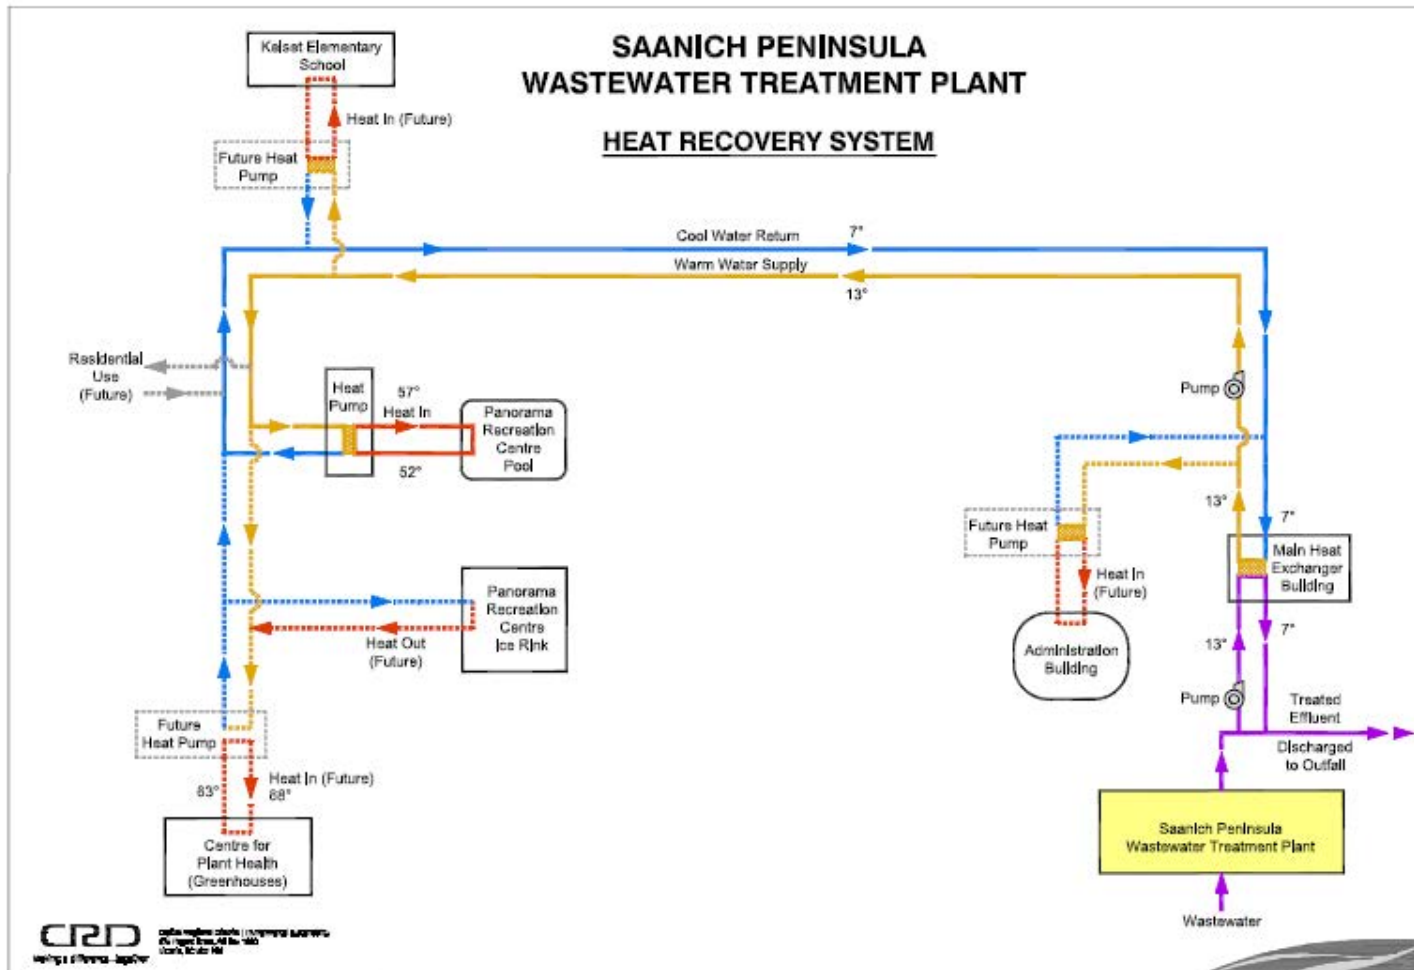 SAANICH PENINSULA
WASTEWATER TREATMENT PLANT
HEAT RECOVERY SYSTEM
Kelset Elementary
School
Heat In (Future)
Future Heat
Pump
Cool Water Return
7°
Warm Water Supply
13°
Residential
Use
(Future)
Heat
Pump
57°
Heat In
52°
Panorama
Recreation
Centre
Pool
Pump
13°
7°
Future Heat
Pump
Heat In
(Future)
Main Heat
Exchanger
Building
Administration
Building
13°
7°
Pump
Panorama
Recreation
Centre
Ice Rink
Heat Out
(Future)
Future
Heat Pump
Heat In (Future)
63°
68°
Centre for
Plant Health
(Greenhouses)
Treated
Effluent
Discharged
to Outfall
Saanich Peninsula
Wastewater Treatment Plant
Wastewater
CRD
Making a difference...together